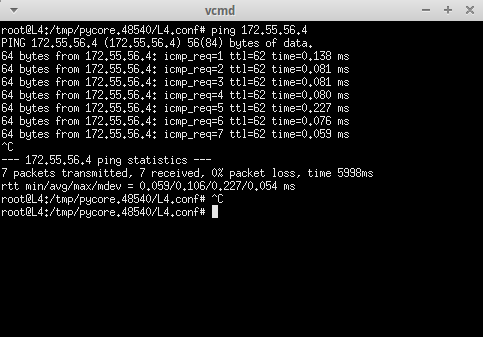 vcmd
root@L4:/tmp/pycore.48540/L4.conf# ping 172.55.56.4
PING 172.55.56.4 (172.55.56.4) 56(84) bytes of data.
64 bytes from 172.55.56.4: icmp_req=1 ttl=62 time=0.138 ms
64 bytes from 172.55.56.4: icmp_req=2 ttl=62 time=0.081 ms
64 bytes from 172.55.56.4: icmp_req=3 ttl=62 time=0.081 ms
64 bytes from 172.55.56.4: icmp_req=4 ttl=62 time=0.080 ms
64 bytes from 172.55.56.4: icmp_req=5 ttl=62 time=0.227 ms
64 bytes from 172.55.56.4: icmp_req=6 ttl=62 time=0.076 ms
64 bytes from 172.55.56.4: icmp_req=7 ttl=62 time=0.059 ms
^C
--- 172.55.56.4 ping statistics ---
7 packets transmitted, 7 received, 0% packet loss, time 5998ms
rtt min/avg/max/mdev = 0.059/0.106/0.227/0.054 ms
root@L4:/tmp/pycore.48540/L4.conf# ^C
root@L4:/tmp/pycore.48540/L4.conf#